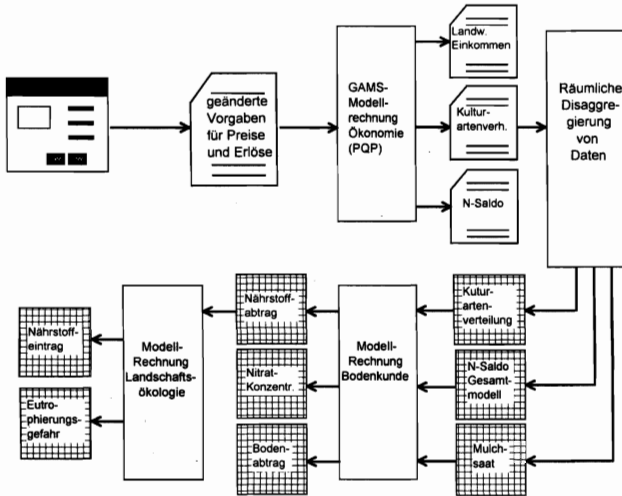 geänderte
Vorgaben
für Preise
und Erlöse
GAMS-
Modell-
rechnung
Ökonomie
(PQP)
Landw.
Einkommen
Kultur-
artenverh.
N-Saldo
Räumliche
Disaggre-
gierung
von
Daten
Kutur-
arten-
verteilung
N-Saldo
Gesamt-
modell
Mulch-
saat
Modell-
Rechnung
Bodenkunde
Nährstoff-
abtrag
Nitrat-
Konzentr.
Boden-
abtrag
Modell-
Rechnung
Landschafts-
ökologie
Nährstoff-
eintrag
Eutro-
phierungs-
gefahr